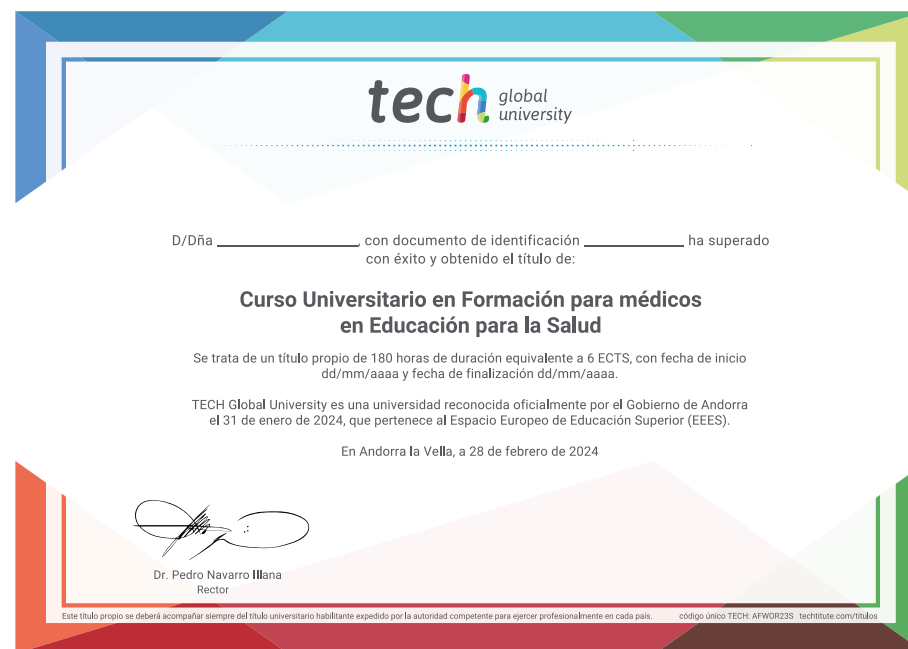 tech global university
D/Dña ____________________, con documento de identificación ______________ ha superado
con éxito y obtenido el título de:
Curso Universitario en Formación para médicos
en Educación para la Salud
Se trata de un título propio de 180 horas de duración equivalente a 6 ECTS, con fecha de inicio
dd/mm/aaaa y fecha de finalización dd/mm/aaaa.
TECH Global University es una universidad reconocida oficialmente por el Gobierno de Andorra
el 31 de enero de 2024, que pertenece al Espacio Europeo de Educación Superior (EEES).
En Andorra la Vella, a 28 de febrero de 2024
Dr. Pedro Navarro Illana
Rector
Este título propio se deberá acompañar siempre del título universitario habilitante expedido por la autoridad competente para ejercer profesionalmente en cada país. código único TECH: AFWOR23S techtitute.com/titulos